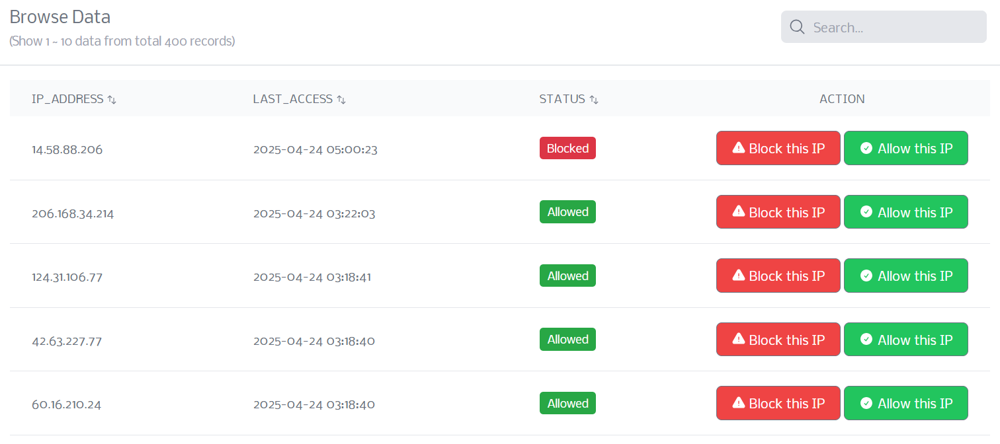 Browse Data
Search...
(Show 1 ~ 10 data from total 400 records)
IP_ADDRESS LAST_ACCESS STATUS ACTION
14.58.88.206 2025-04-24 05:00:23 Blocked Block this IP Allow this IP
206.168.34.214 2025-04-24 03:22:03 Allowed Block this IP Allow this IP
124.31.106.77 2025-04-24 03:18:41 Allowed Block this IP Allow this IP
42.63.227.77 2025-04-24 03:18:40 Allowed Block this IP Allow this IP
60.16.210.24 2025-04-24 03:18:40 Allowed Block this IP Allow this IP